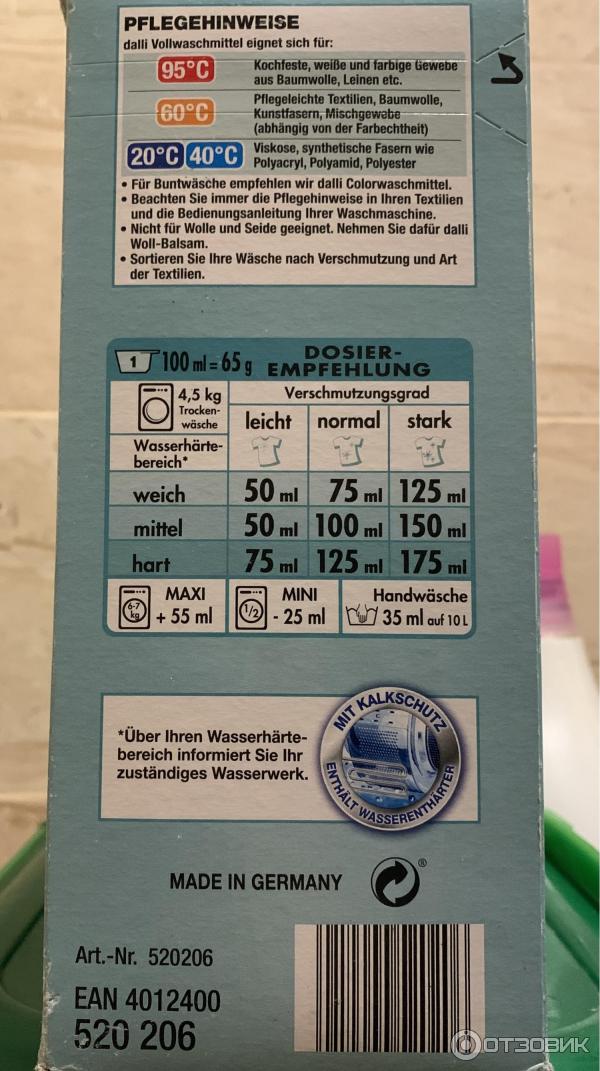 PFLEGEHINWEISE
dalli Vollwaschmittel eignet sich für:
95°C Kochfeste, weiße und farbige Gewebe
aus Baumwolle, Leinen etc.
60°C Pflegeleichte Textilien, Baumwolle,
Kunstfasern, Mischgewebe
(abhängig von der Farbechtheit)
20°C 40°C Viskose, synthetische Fasern wie
Polyacryl, Polyamid, Polyester
• Für Buntwäsche empfehlen wir dalli Colorwaschmittel.
• Beachten Sie immer die Pflegehinweise in Ihren Textilien
und die Bedienungsanleitung Ihrer Waschmaschine.
• Nicht für Wolle und Seide geeignet. Nehmen Sie dafür dalli
Woll-Balsam.
• Sortieren Sie Ihre Wäsche nach Verschmutzung und Art
der Textilien.
1 100 ml = 65 g DOSIER-
EMPFEHLUNG
4,5 kg
Trocken-
wäsche
Verschmutzungsgrad
leicht normal stark
Wasserhärte-
bereich*
weich 50 ml 75 ml 125 ml
mittel 50 ml 100 ml 150 ml
hart 75 ml 125 ml 175 ml
6-7 kg MAXI
+ 55 ml
1/2 MINI
- 25 ml
Handwäsche
35 ml auf 10 L
*Über Ihren Wasserhärte-
bereich informiert Sie Ihr
zuständiges Wasserwerk.
MIT KALKSCHUTZ
ENTHÄLT WASSERENTHÄRTER
MADE IN GERMANY
®
Art.-Nr. 520206
EAN 4012400
520 206
ОТЗОВИК